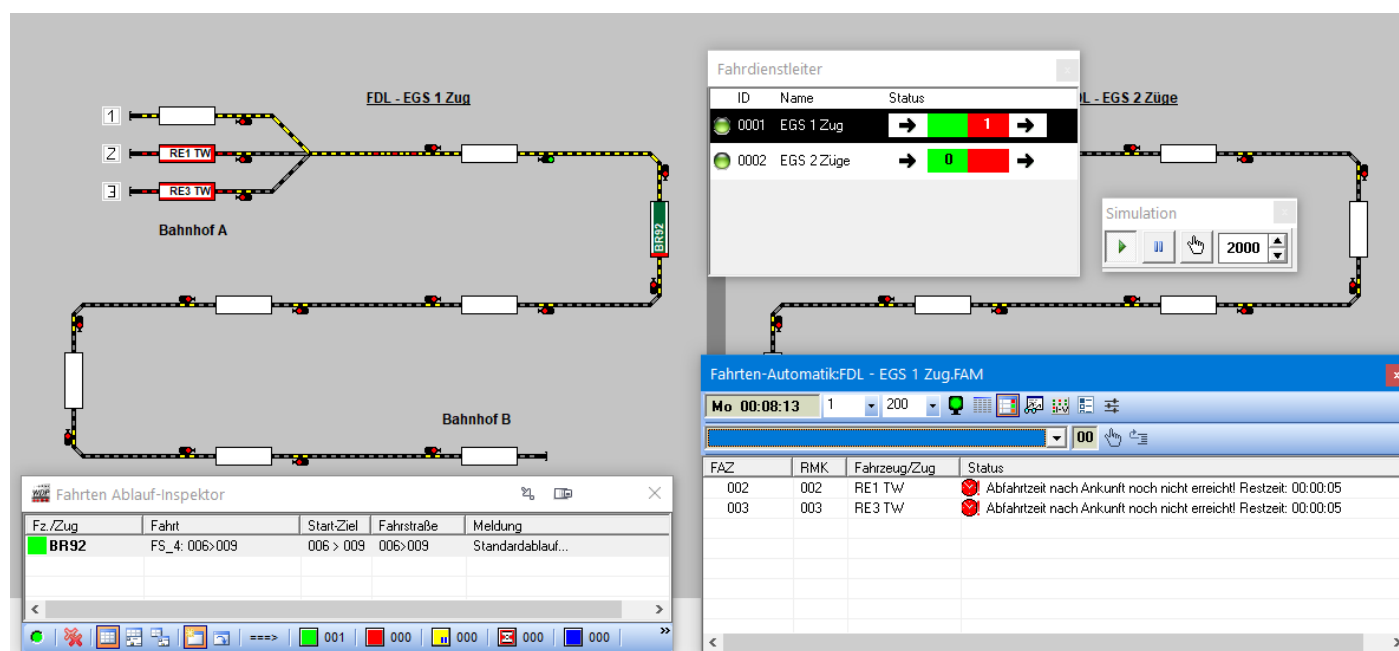 FDL - EGS 1 Zug
1
2 RE1 TW
3 RE3 TW
Bahnhof A
BR92
Bahnhof B
L - EGS 2 Züge
Fahrdienstleiter x
ID Name Status
0001 EGS 1 Zug 1
0002 EGS 2 Züge 0
Simulation x
2000
Fahrten Ablauf-Inspektor
Fz./Zug Fahrt Start-Ziel Fahrstraße Meldung
BR92 FS_4: 006>009 006 > 009 006>009 Standardablauf...
===> 001 000 000 000 000 »
Fahrten-Automatik:FDL - EGS 1 Zug.FAM x
Mo 00:08:13 1 200
00
FAZ RMK Fahrzeug/Zug Status
002 002 RE1 TW Abfahrtzeit nach Ankunft noch nicht erreicht! Restzeit: 00:00:05
003 003 RE3 TW Abfahrtzeit nach Ankunft noch nicht erreicht! Restzeit: 00:00:05